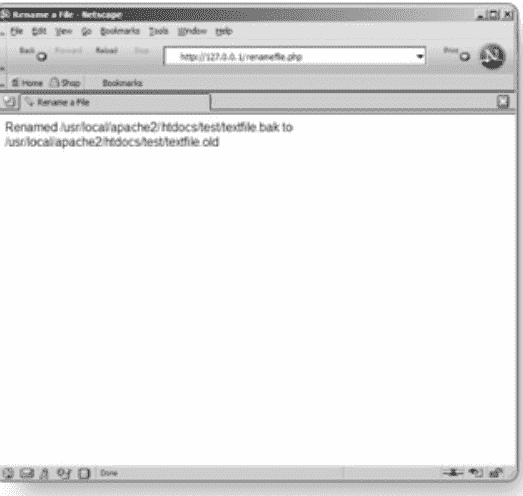 Rename a File - Netscape
File Edit View Go Bookmarks Tools Window Help
Back Forward Reload Stop http://127.0.0.1/renamefile.php Print N
Home Shop Bookmarks
Rename a File
Renamed /usr/local/apache2/htdocs/test/textfile.bak to
/usr/local/apache2/htdocs/test/textfile.old
Done